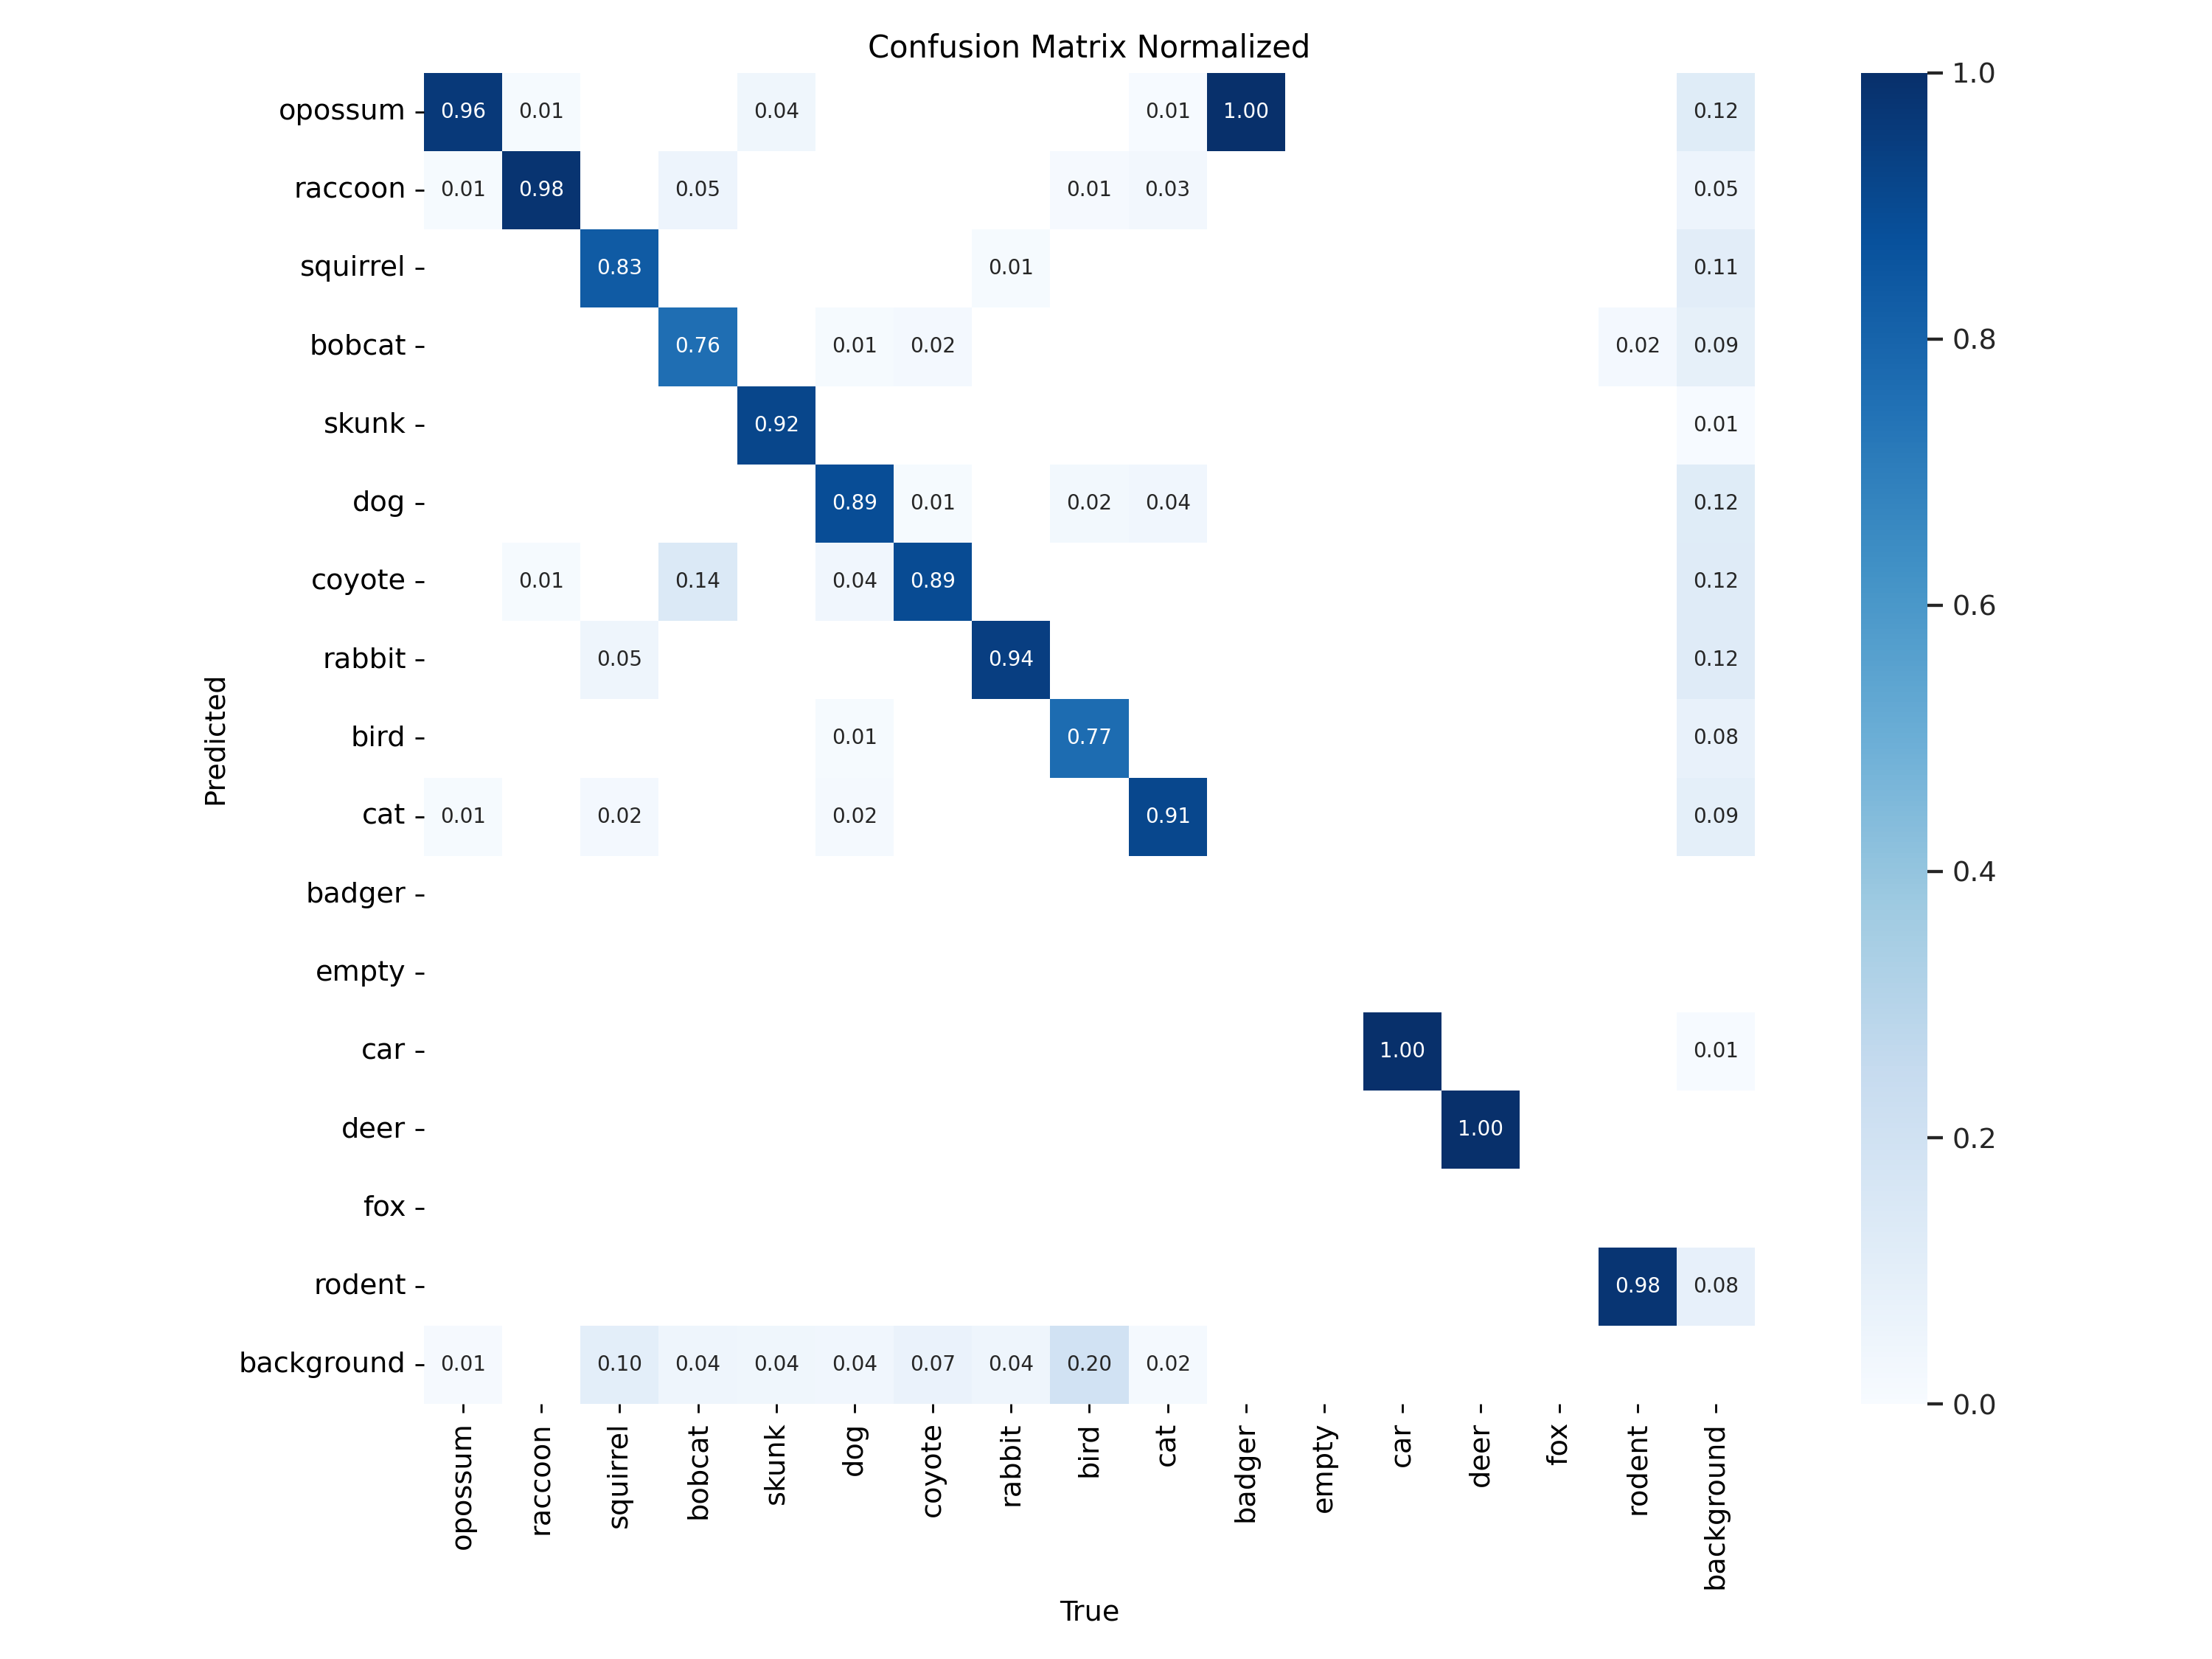 Confusion Matrix Normalized
opossum 0.96 0.01 0.04 0.01 1.00 0.12
raccoon 0.01 0.98 0.05 0.01 0.03 0.05
squirrel 0.83 0.01 0.11
bobcat 0.76 0.01 0.02 0.02 0.09
skunk 0.92 0.01
dog 0.89 0.01 0.02 0.04 0.12
coyote 0.01 0.14 0.04 0.89 0.12
rabbit 0.05 0.94 0.12
bird 0.01 0.77 0.08
cat 0.01 0.02 0.02 0.91 0.09
badger
empty
car 1.00 0.01
deer 1.00
fox
rodent 0.98 0.08
background 0.01 0.10 0.04 0.04 0.04 0.07 0.04 0.20 0.02
Predicted
opossum raccoon squirrel bobcat skunk dog coyote rabbit bird cat badger empty car deer fox rodent background
True
1.0
0.8
0.6
0.4
0.2
0.0